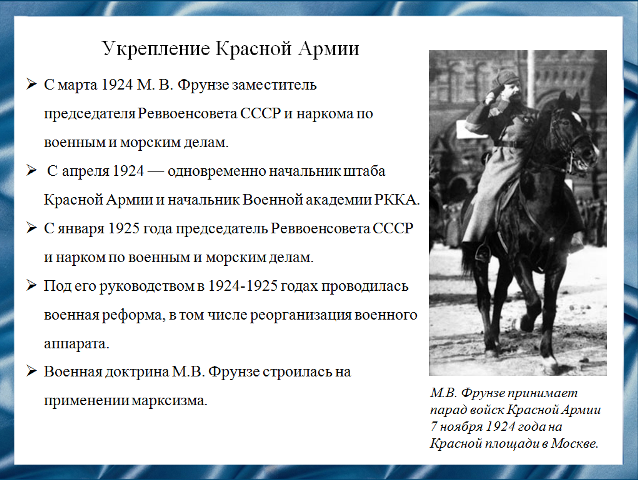 Укрепление Красной Армии
С марта 1924 М. В. Фрунзе заместитель
председателя Реввоенсовета СССР и наркома по
военным и морским делам.
С апреля 1924 — одновременно начальник штаба
Красной Армии и начальник Военной академии РККА.
С января 1925 года председатель Реввоенсовета СССР
и нарком по военным и морским делам.
Под его руководством в 1924-1925 годах проводилась
военная реформа, в том числе реорганизация военного
аппарата.
Военная доктрина М.В. Фрунзе строилась на
применении марксизма.
М.В. Фрунзе принимает
парад войск Красной Армии
7 ноября 1924 года на
Красной площади в Москве.